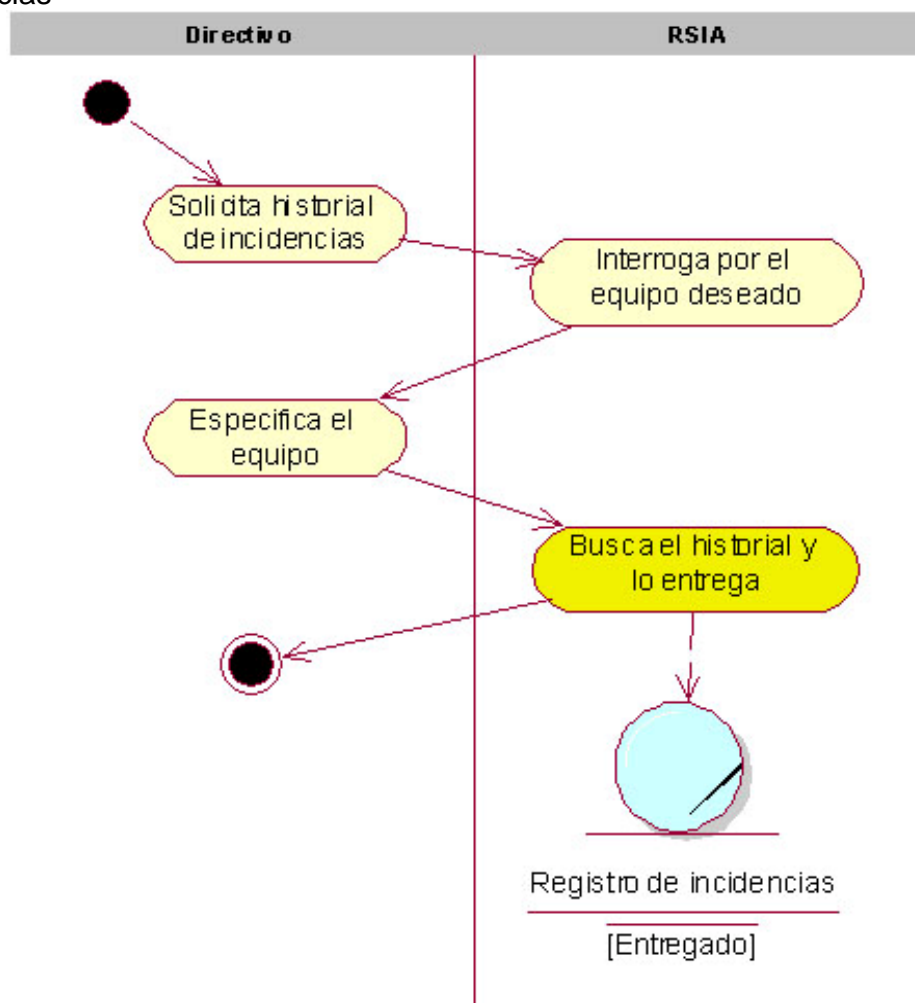 cias
Directivo
RSIA
Solicita historial
de incidencias
Interroga por el
equipo deseado
Especifica el
equipo
Busca el historial y
lo entrega
Registro de incidencias
[Entregado]